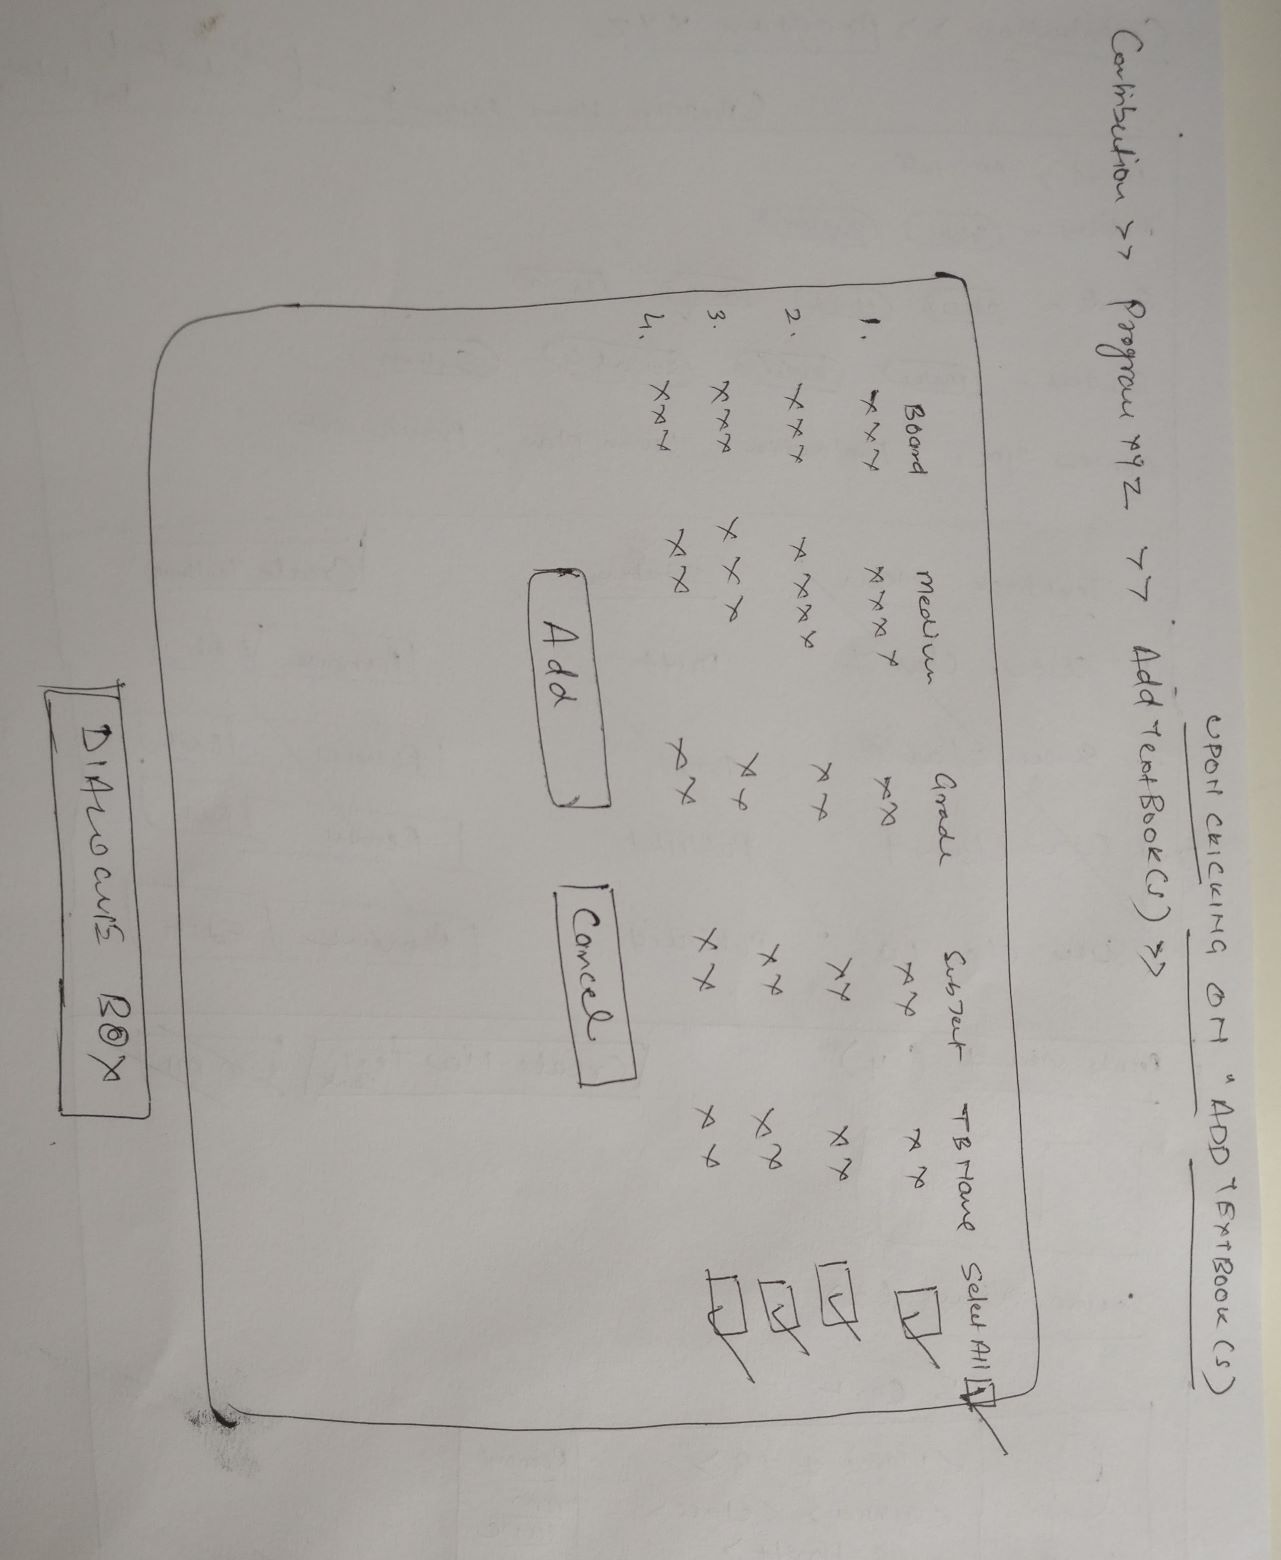 UPON CLICKING ON "ADD TEXTBOOK(S)
Contribution >> Program XYZ >> Add TextBook(s) >>
Board Medium Grade Subject TB Name Select All
1. xxx xxxx xx xx xx
2. xxx xxxx xx xx xx
3. xxx xxx xx xx xx
4. xxx xx xx xx xx
Add Cancel
DIALOGUE BOX